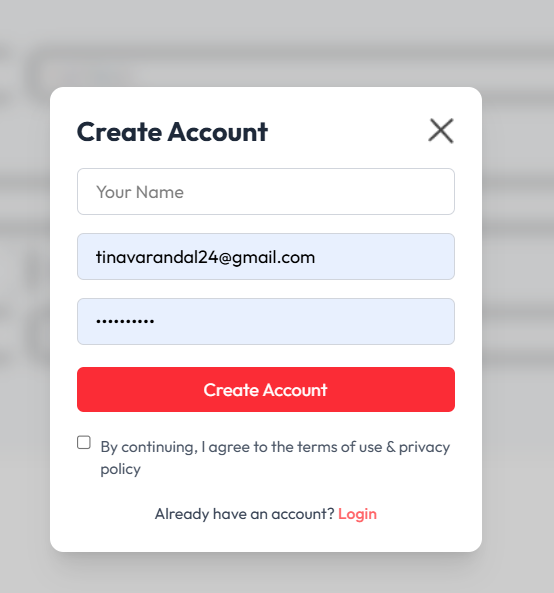 Create Account
Your Name
tinavarandal24@gmail.com
••••••••••
Create Account
By continuing, I agree to the terms of use & privacy
policy
Already have an account? Login